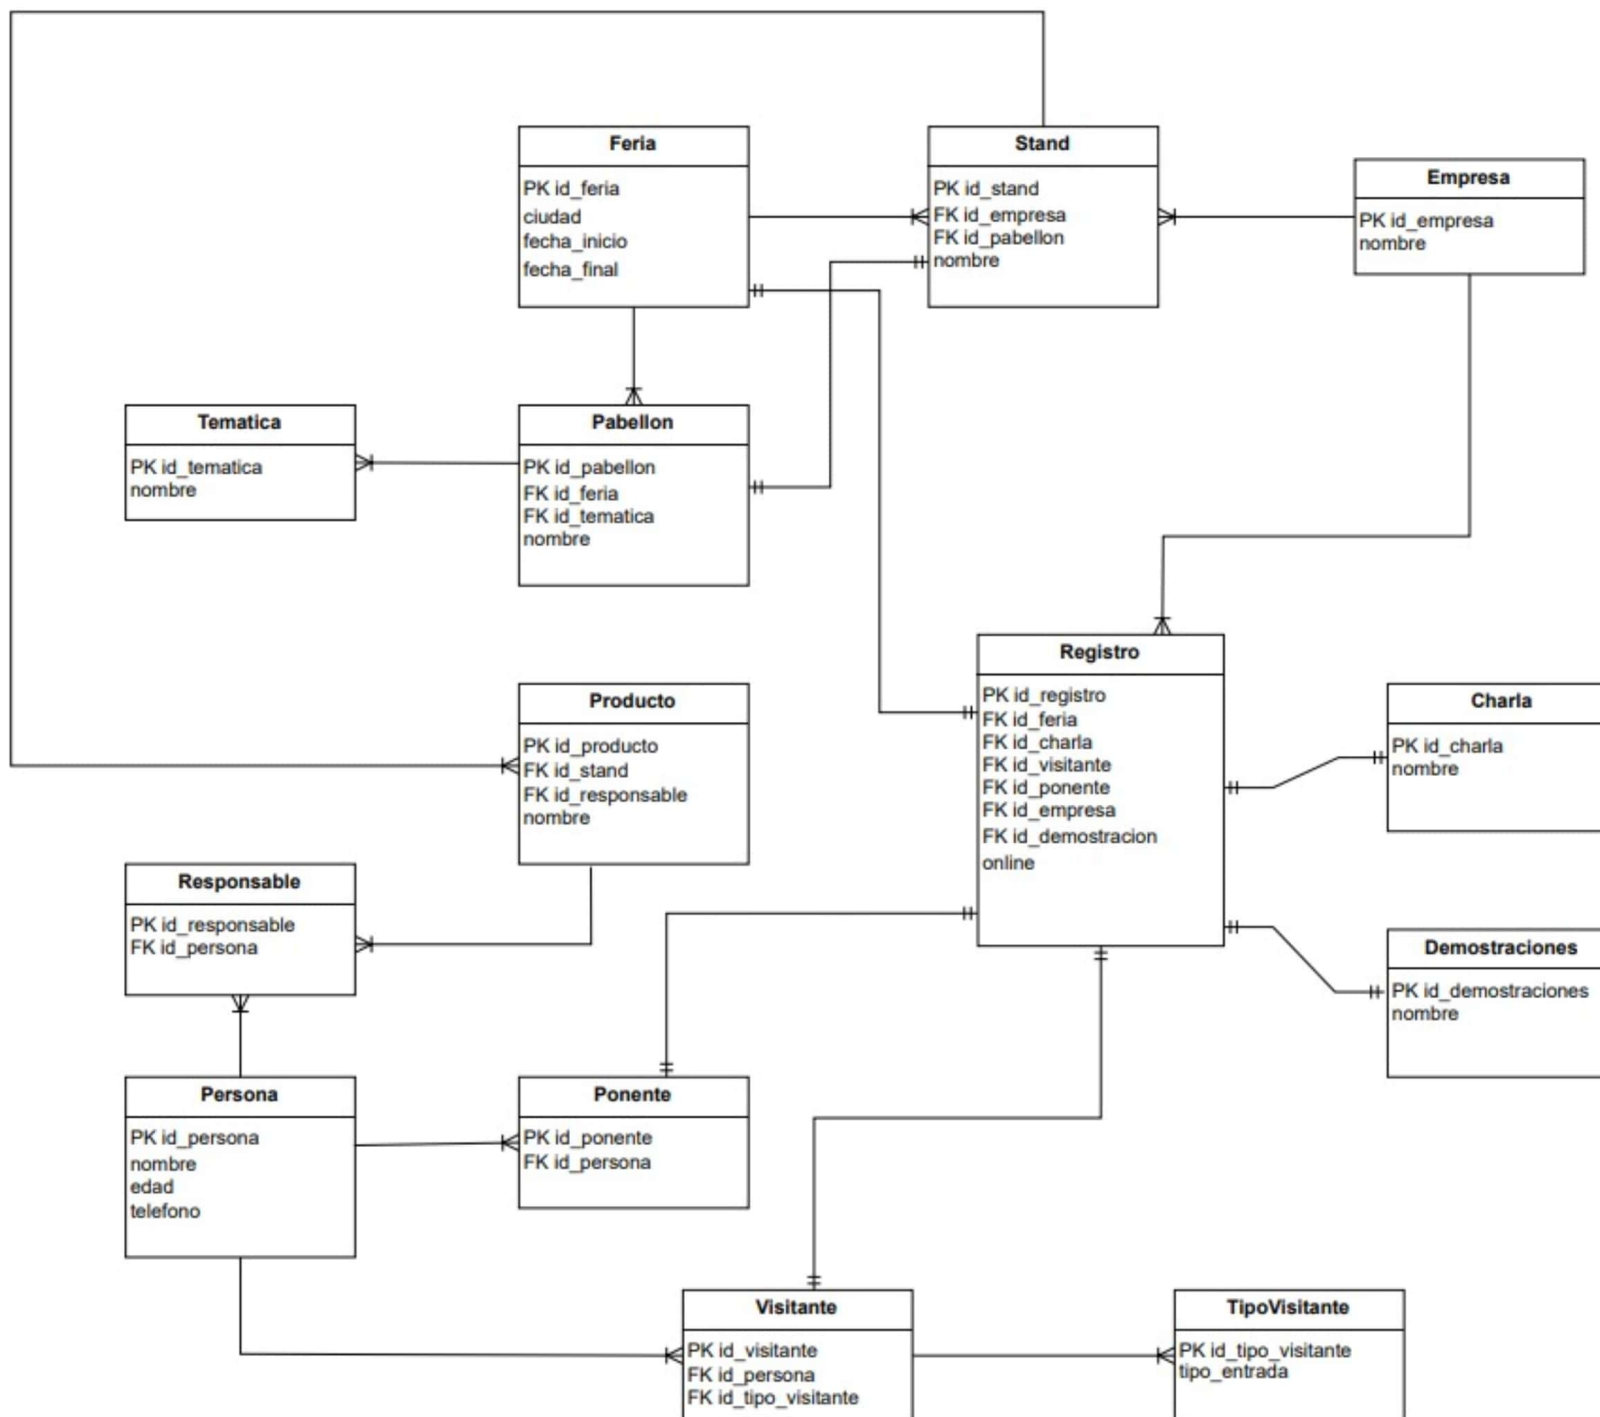 Feria
PK id_feria
ciudad
fecha_inicio
fecha_final
Stand
PK id_stand
FK id_empresa
FK id_pabellon
nombre
Empresa
PK id_empresa
nombre
Tematica
PK id_tematica
nombre
Pabellon
PK id_pabellon
FK id_feria
FK id_tematica
nombre
Producto
PK id_producto
FK id_stand
FK id_responsable
nombre
Registro
PK id_registro
FK id_feria
FK id_charla
FK id_visitante
FK id_ponente
FK id_empresa
FK id_demostracion
online
Charla
PK id_charla
nombre
Responsable
PK id_responsable
FK id_persona
Demostraciones
PK id_demostraciones
nombre
Persona
PK id_persona
nombre
edad
telefono
Ponente
PK id_ponente
FK id_persona
Visitante
PK id_visitante
FK id_persona
FK id_tipo_visitante
TipoVisitante
PK id_tipo_visitante
tipo_entrada